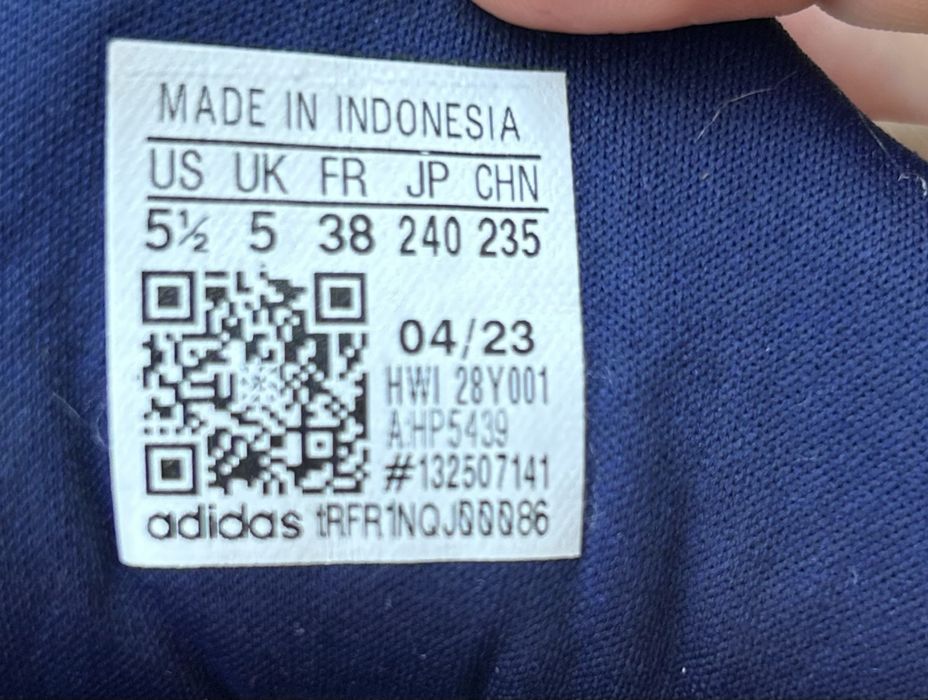 MADE IN INDONESIA
US UK FR JP CHN
5½ 5 38 240 235
04/23
HWI 28Y001
A:HP5439
#132507141
adidas tRFR1NQJ00086